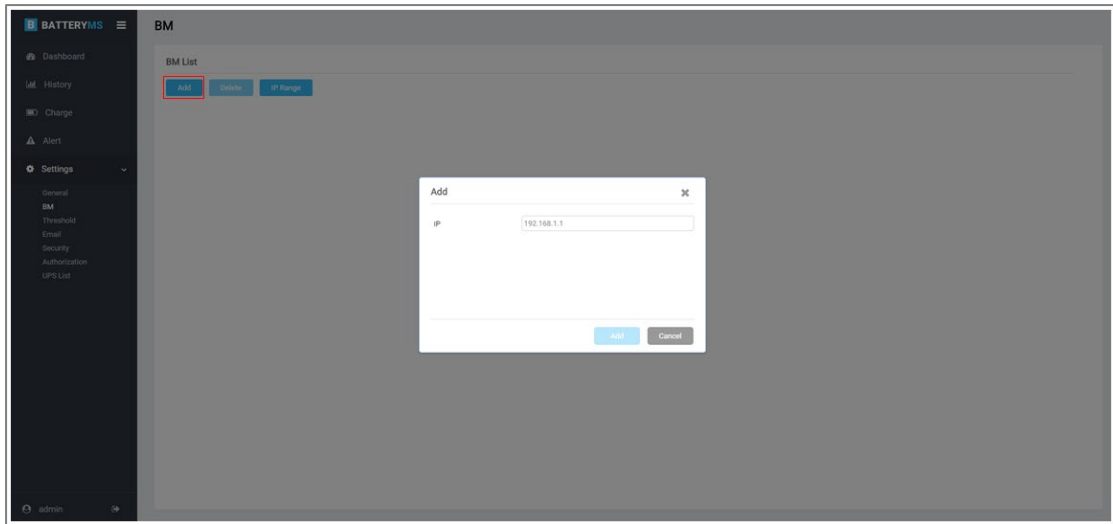 B BATTERYMS
BM
Dashboard
History
Charge
Alert
Settings
General
BM
Threshold
Email
Security
Authorization
UPS List
admin
BM List
Add Delete IP Range
Add
IP 192.168.1.1
Add Cancel